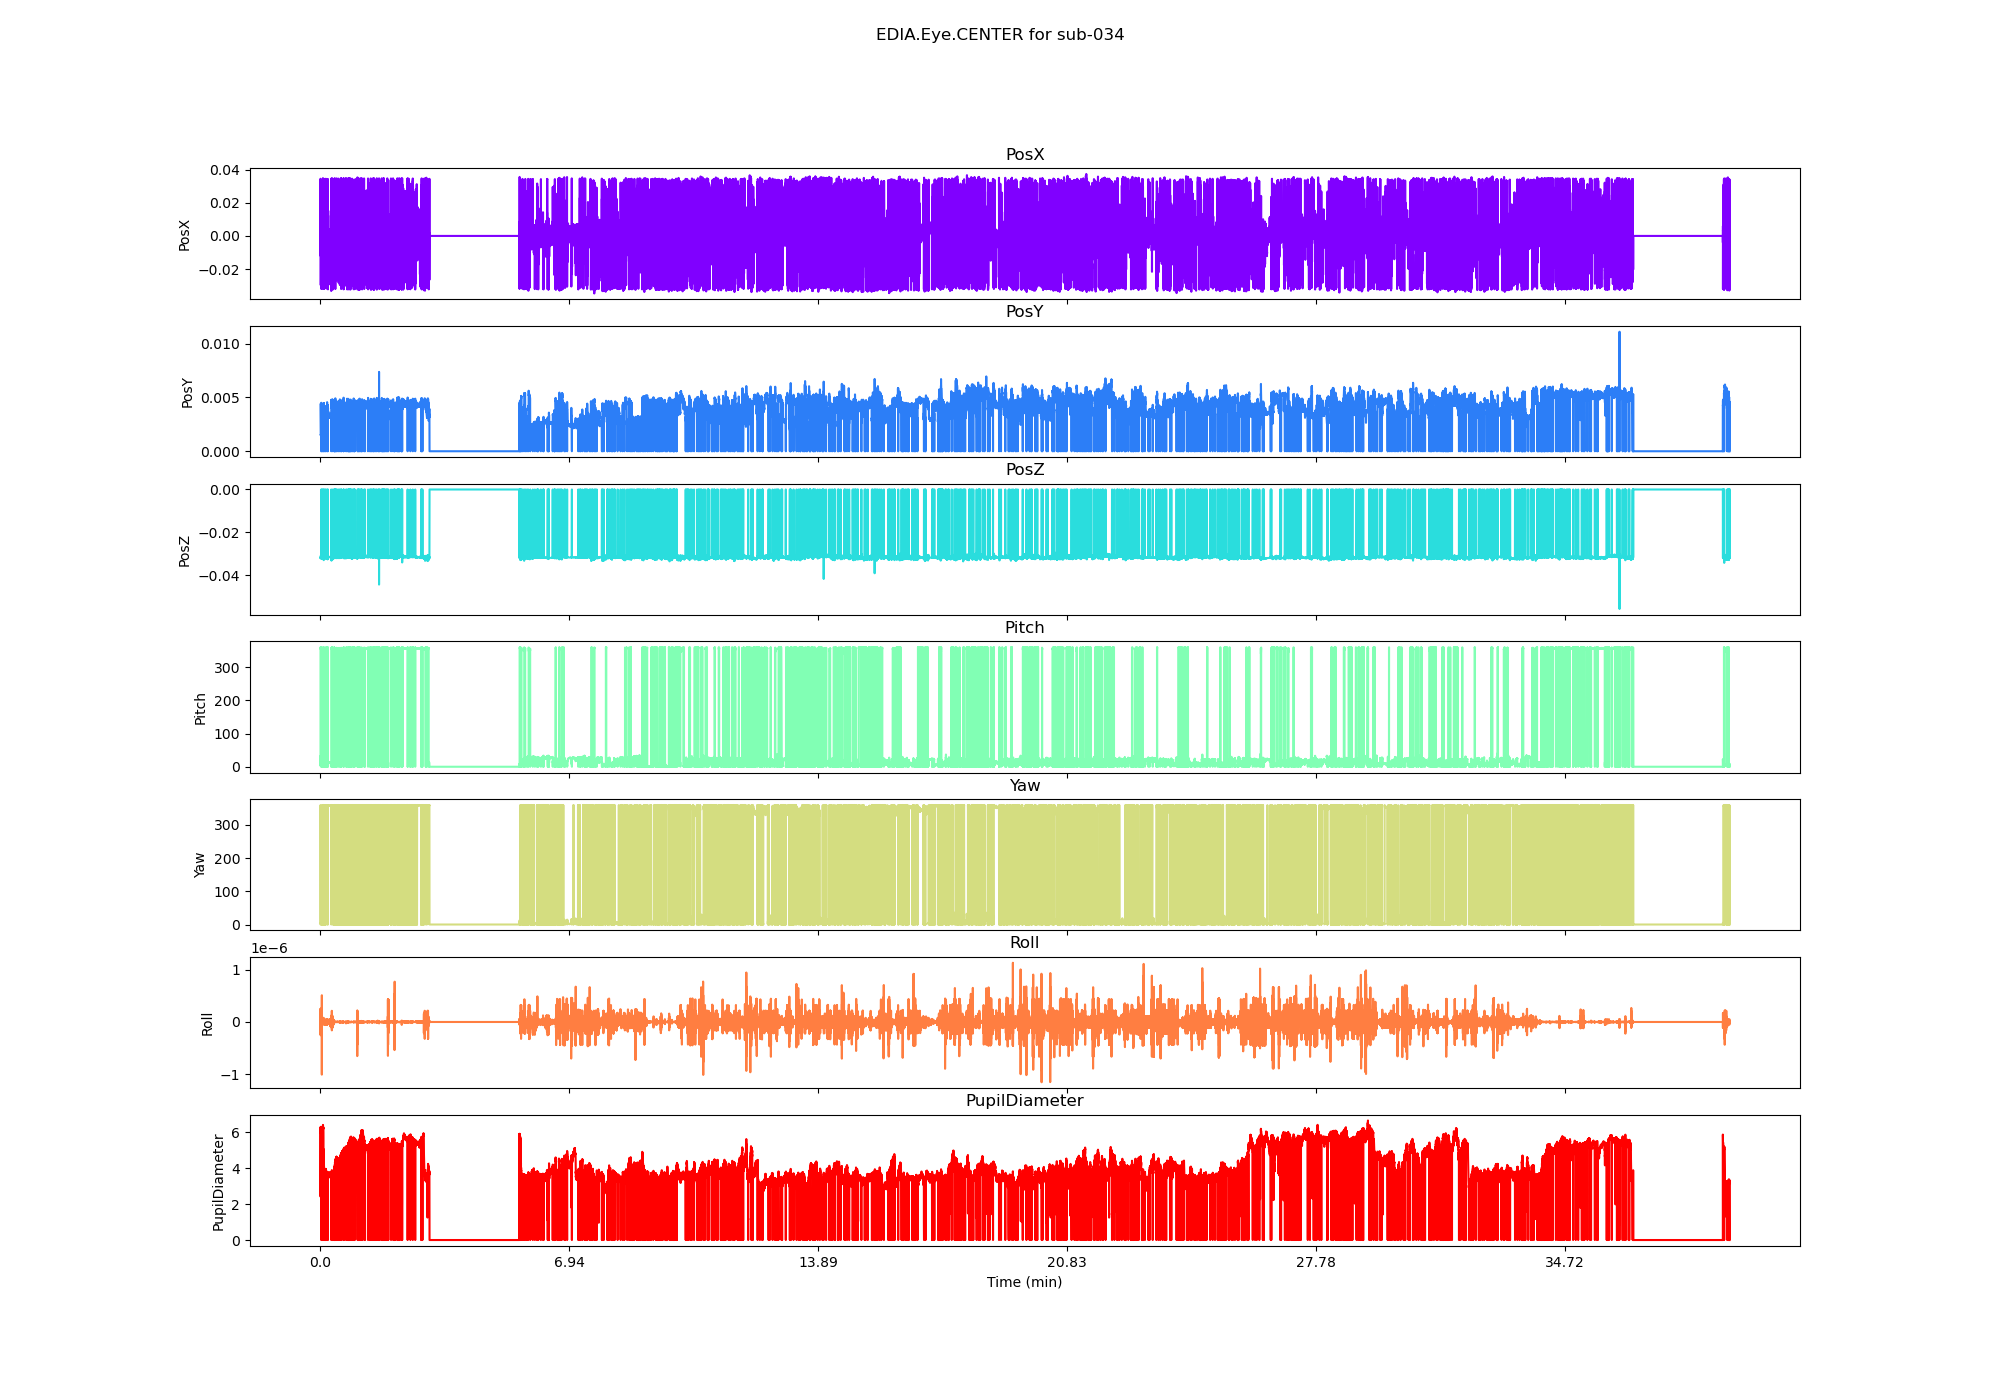 EDIA.Eye.CENTER for sub-034
PosX
0.04
0.02
0.00
−0.02
PosX
PosY
0.010
0.005
0.000
PosY
PosZ
0.00
−0.02
−0.04
PosZ
Pitch
300
200
100
0
Pitch
Yaw
300
200
100
0
Yaw
1e−6
Roll
1
0
−1
Roll
PupilDiameter
6
4
2
0
PupilDiameter
0.0 6.94 13.89 20.83 27.78 34.72
Time (min)